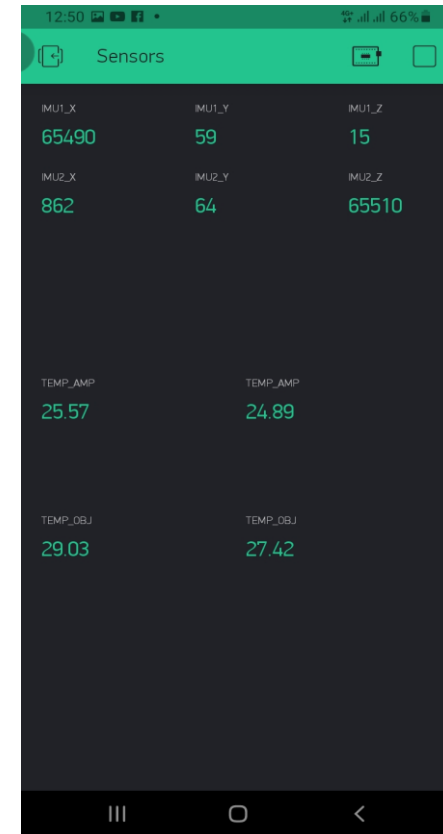 12:50 66%
Sensors
IMU1_X IMU1_Y IMU1_Z
65490 59 15
IMU2_X IMU2_Y IMU2_Z
862 64 65510
TEMP_AMP TEMP_AMP
25.57 24.89
TEMP_OBJ TEMP_OBJ
29.03 27.42